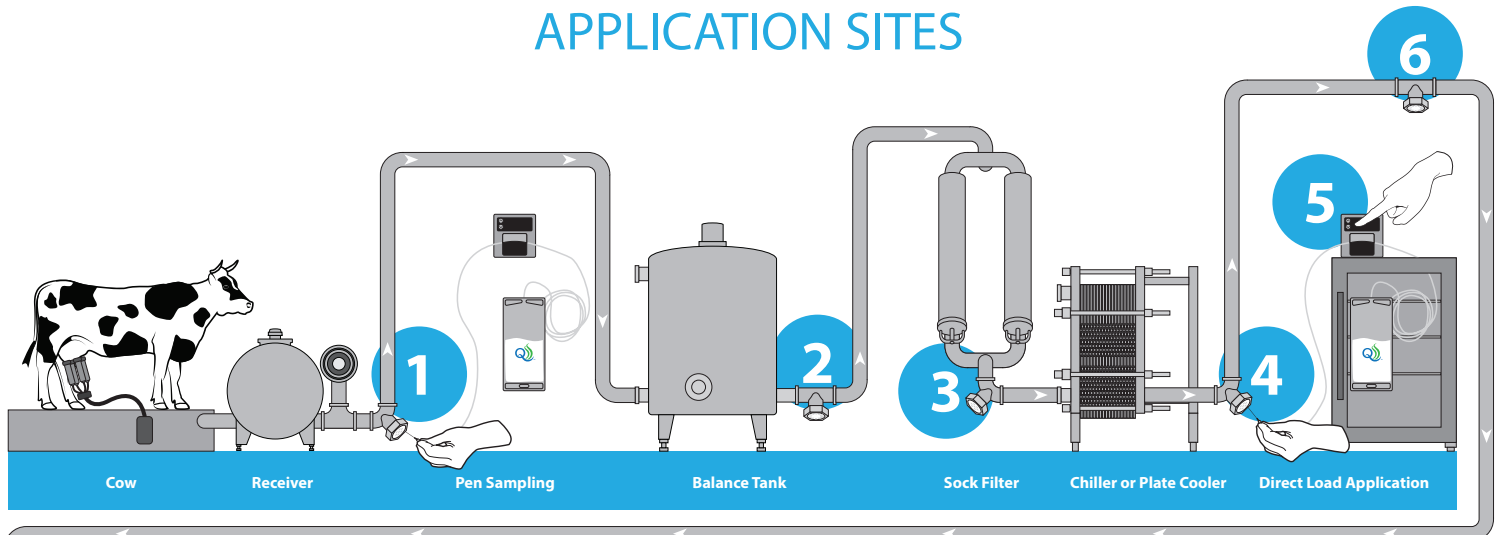 APPLICATION SITES
6
5
1
2
3
4
Q
Q
Cow
Receiver
Pen Sampling
Balance Tank
Sock Filter
Chiller or Plate Cooler
Direct Load Application